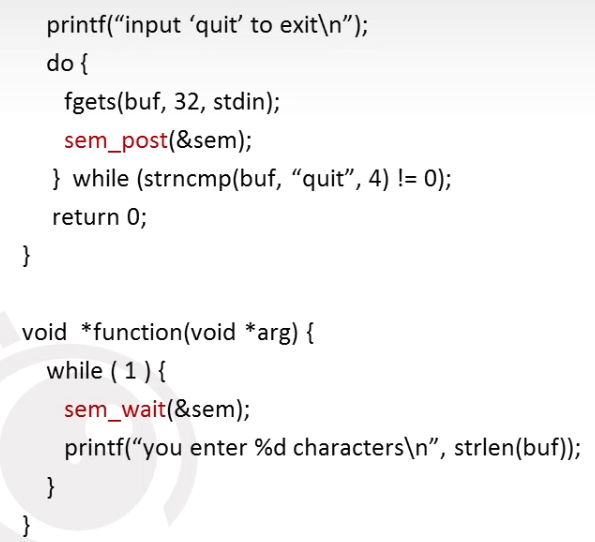 printf(“input ‘quit’ to exit\n”);
do {
fgets(buf, 32, stdin);
sem_post(&sem);
} while (strncmp(buf, “quit”, 4) != 0);
return 0;
}
void *function(void *arg) {
while ( 1 ) {
sem_wait(&sem);
printf(“you enter %d characters\n”, strlen(buf));
}
}